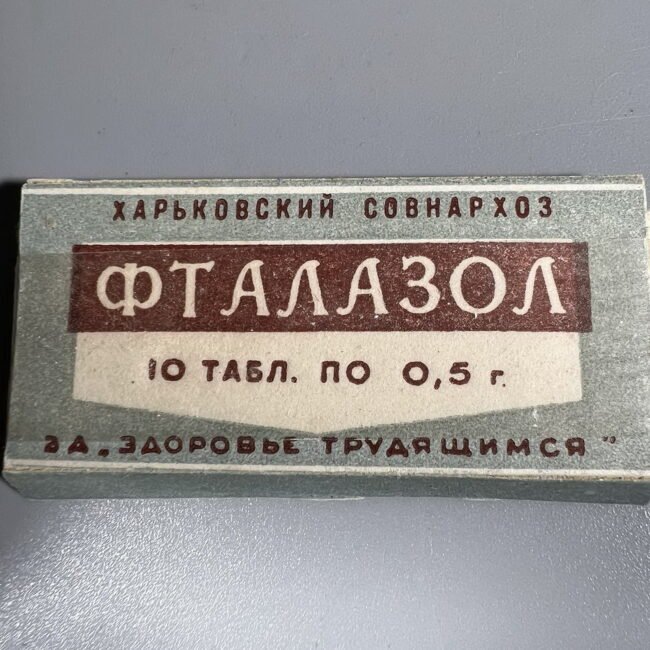 ХАРЬКОВСКИЙ СОВНАРХОЗ
ФТАЛАЗОЛ
10 ТАБЛ. ПО 0,5 г.
ЗД „ЗДОРОВЬЕ ТРУДЯЩИМСЯ"